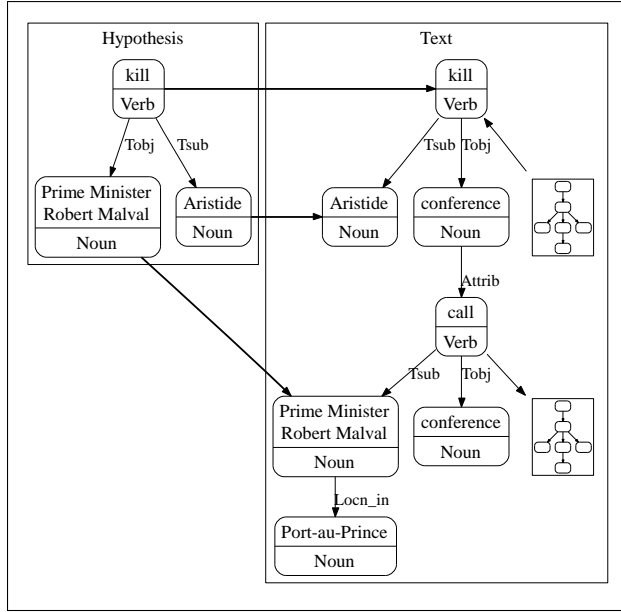 Hypothesis
Text
kill
Verb
kill
Verb
Tobj
Tsub
Tsub
Tobj
Prime Minister
Robert Malval
Noun
Aristide
Noun
Aristide
Noun
conference
Noun
Attrib
call
Verb
Tsub
Tobj
Prime Minister
Robert Malval
Noun
conference
Noun
Locn_in
Port-au-Prince
Noun